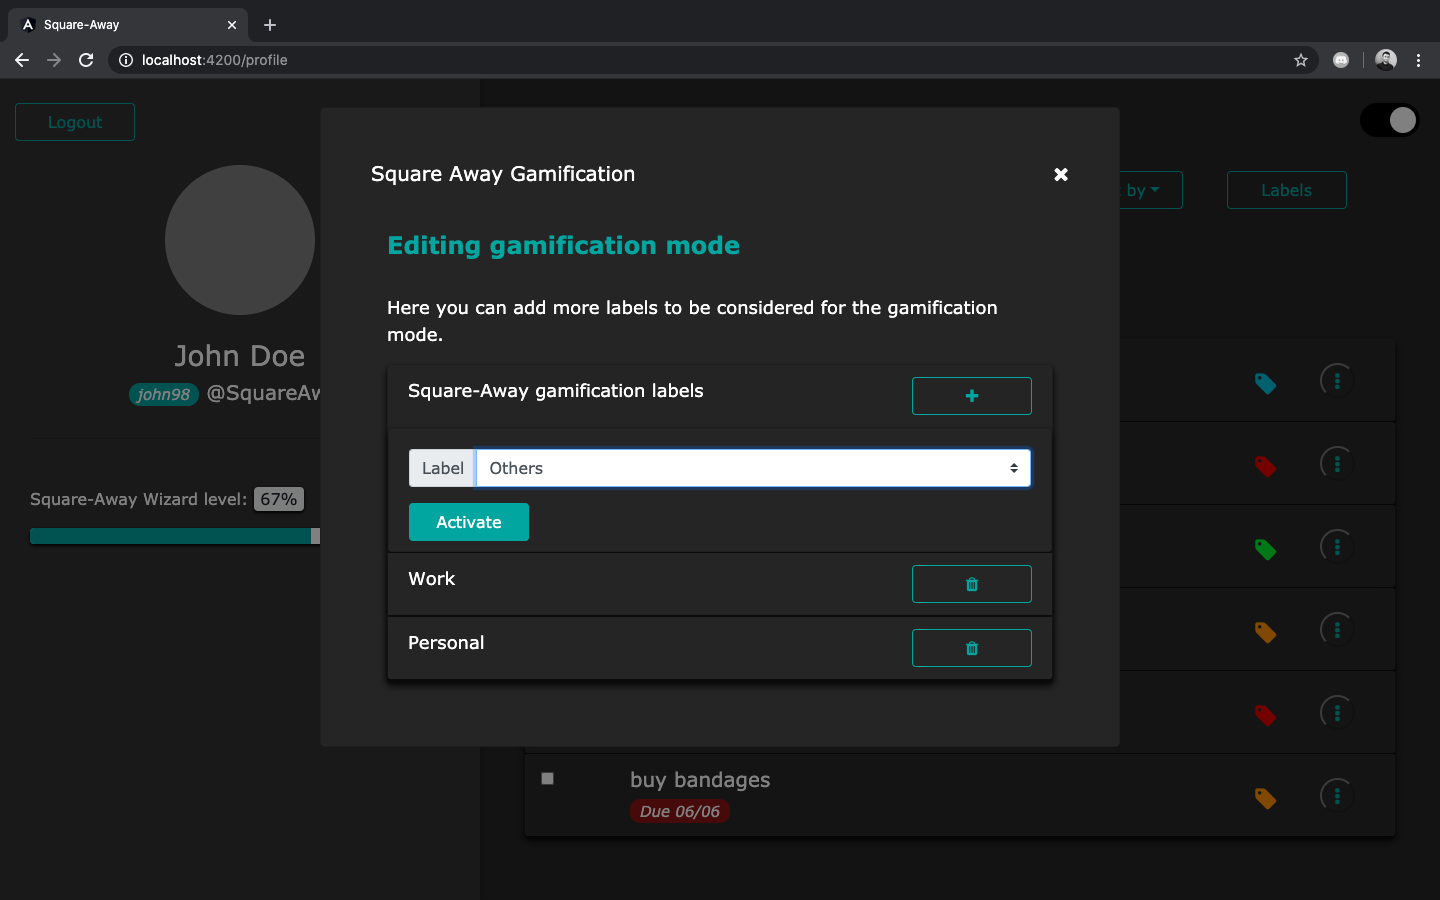 Square-Away
localhost:4200/profile
Logout
Square Away Gamification
by
Labels
Editing gamification mode
Here you can add more labels to be considered for the gamification
mode.
John Doe
john98 @SquareAw
Square-Away gamification labels
Label Others
Square-Away Wizard level: 67%
Activate
Work
Personal
buy bandages
Due 06/06